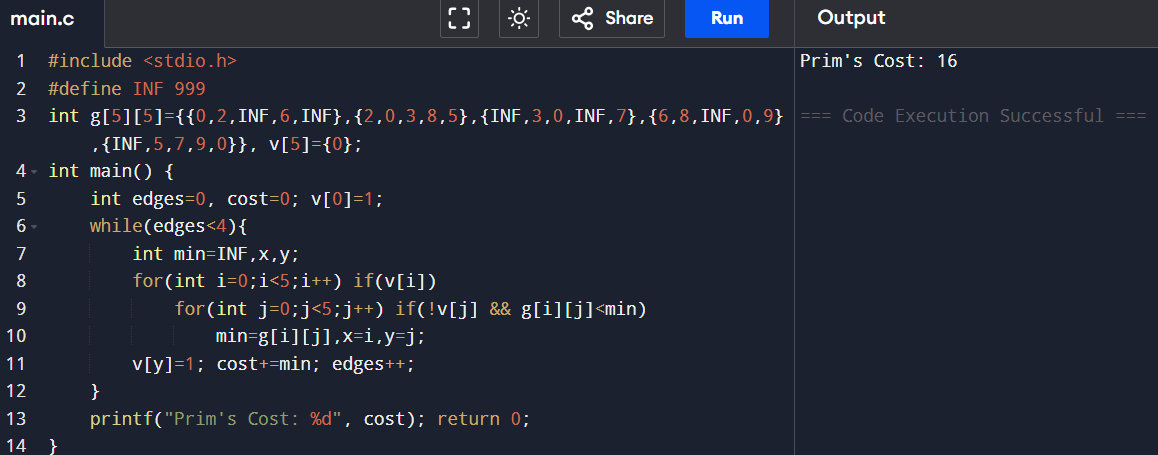 main.c
Share
Run
Output
1 #include <stdio.h>
2 #define INF 999
3 int g[5][5]={{0,2,INF,6,INF},{2,0,3,8,5},{INF,3,0,INF,7},{6,8,INF,0,9}
,{INF,5,7,9,0}}, v[5]={0};
4 int main() {
5     int edges=0, cost=0; v[0]=1;
6     while(edges<4){
7         int min=INF,x,y;
8         for(int i=0;i<5;i++) if(v[i])
9             for(int j=0;j<5;j++) if(!v[j] && g[i][j]<min)
10                 min=g[i][j],x=i,y=j;
11         v[y]=1; cost+=min; edges++;
12     }
13     printf("Prim's Cost: %d", cost); return 0;
14 }
Prim's Cost: 16
=== Code Execution Successful ===